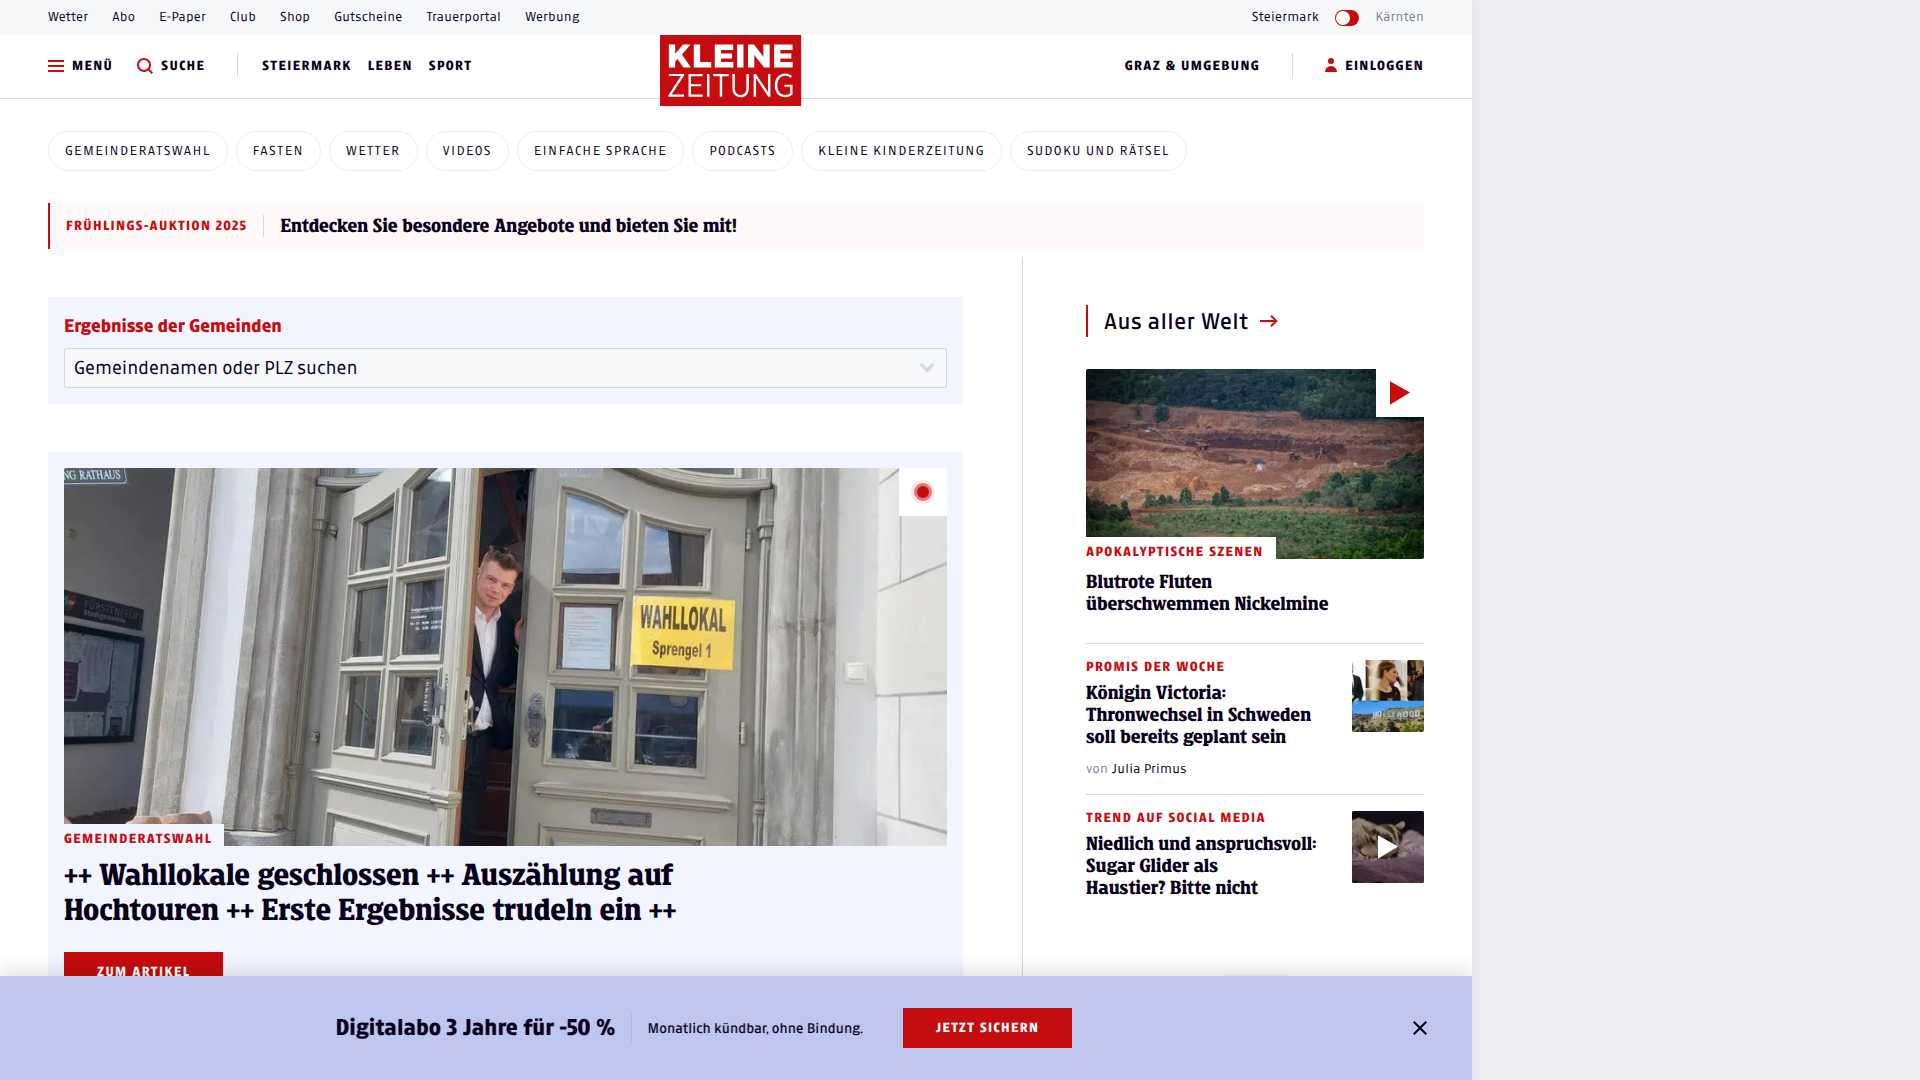 Wetter Abo E-Paper Club Shop Gutscheine Trauerportal Werbung Steiermark Kärnten
MENÜ SUCHE STEIERMARK LEBEN SPORT KLEINE ZEITUNG GRAZ & UMGEBUNG EINLOGGEN
GEMEINDERATSWAHL FASTEN WETTER VIDEOS EINFACHE SPRACHE PODCASTS KLEINE KINDERZEITUNG SUDOKU UND RÄTSEL
FRÜHLINGS-AUKTION 2025 Entdecken Sie besondere Angebote und bieten Sie mit!
Ergebnisse der Gemeinden
Gemeindenamen oder PLZ suchen
NG RATHAUS
FÜRSTENFELD
WAHLLOKAL
Sprengel 1
GEMEINDERATSWAHL
++ Wahllokale geschlossen ++ Auszählung auf
Hochtouren ++ Erste Ergebnisse trudeln ein ++
ZUM ARTIKEL
Aus aller Welt
APOKALYPTISCHE SZENEN
Blutrote Fluten
überschwemmen Nickelmine
PROMIS DER WOCHE
Königin Victoria:
Thronwechsel in Schweden
soll bereits geplant sein
von Julia Primus
HOLLYWOOD
TREND AUF SOCIAL MEDIA
Niedlich und anspruchsvoll:
Sugar Glider als
Haustier? Bitte nicht
Digitalabo 3 Jahre für -50 % Monatlich kündbar, ohne Bindung. JETZT SICHERN